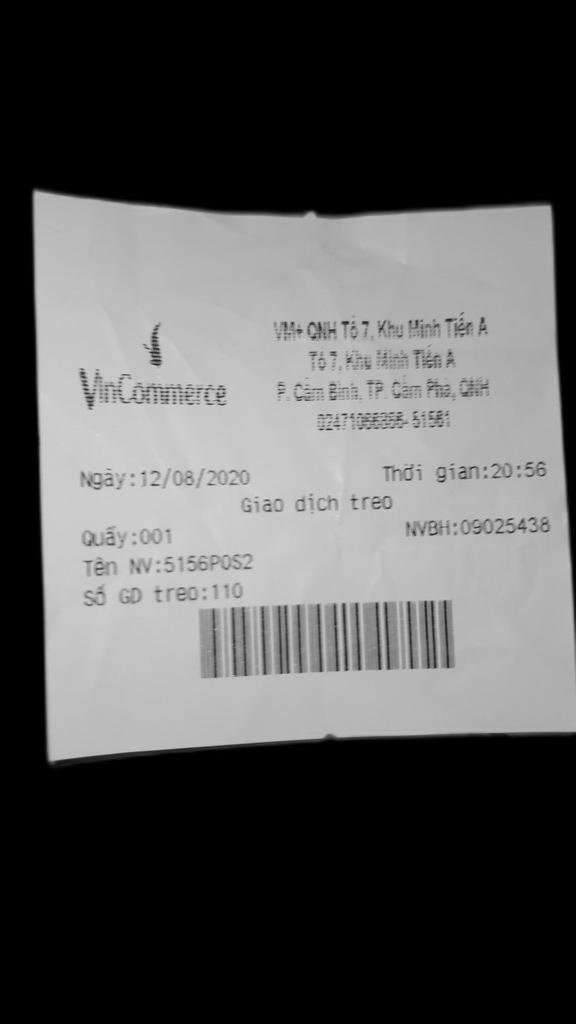 VinCommerce
VM+ QNH Tổ 7, Khu Minh Tiến A
Tổ 7, Khu Minh Tiến A
P. Cẩm Bình, TP. Cẩm Phả, QNH
Ngày:12/08/2020 Thời gian:20:56
Giao dịch treo
Quầy:001 NVBH:09025438
Tên NV:5156POS2
Số GD treo:110